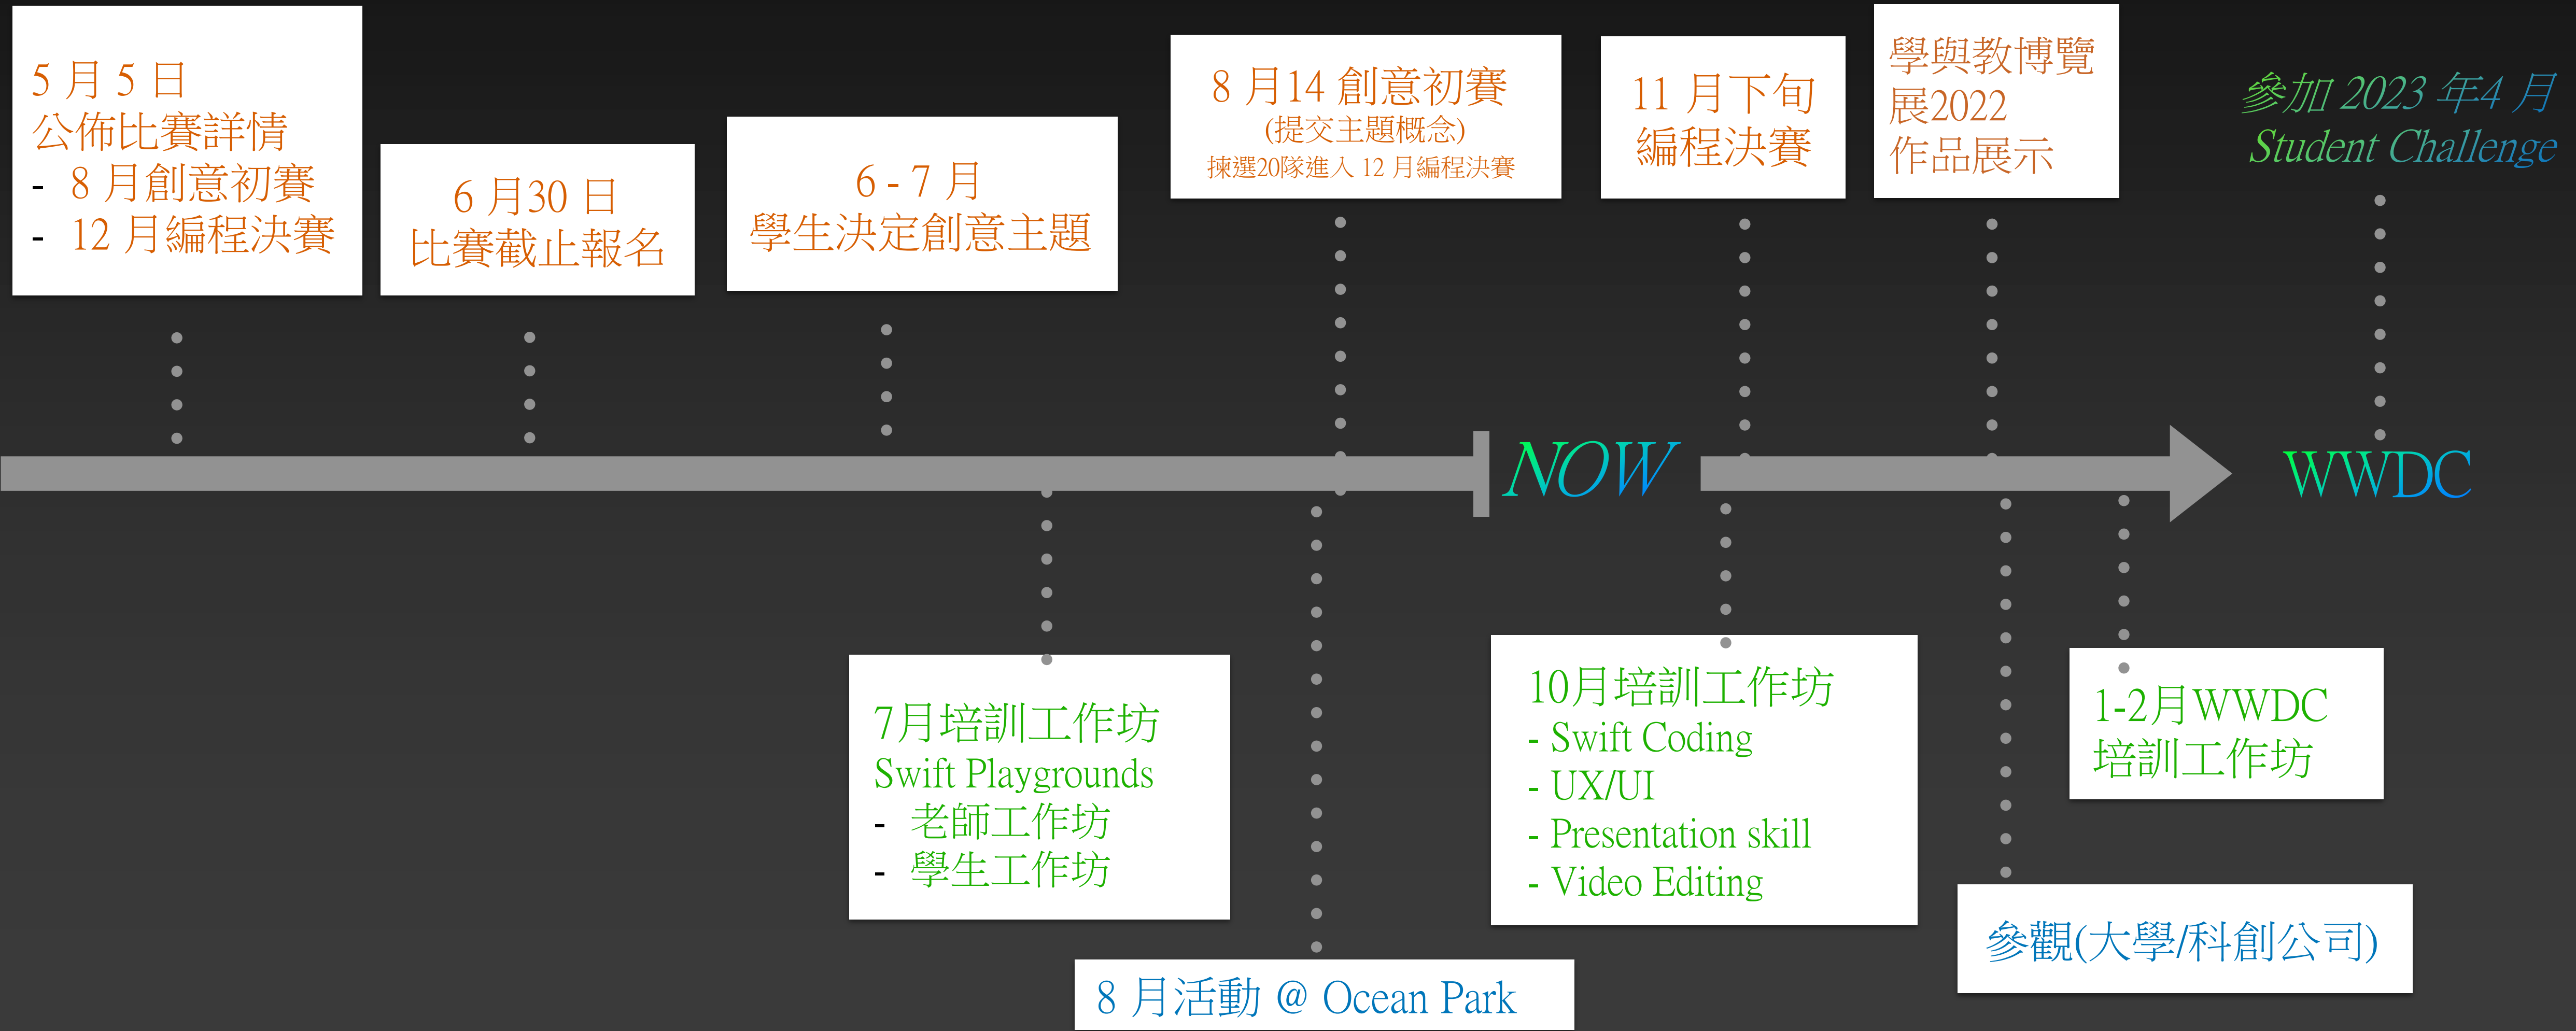 5 月 5 日
公佈比賽詳情
- 8 月創意初賽
- 12 月編程決賽
6 月30 日
比賽截止報名
6 - 7 月
學生決定創意主題
8 月14 創意初賽
(提交主題概念)
揀選20隊進入 12 月編程決賽
11 月下旬
編程決賽
學與教博覽
展2022
作品展示
參加 2023 年4 月
Student Challenge
NOW
WWDC
7月培訓工作坊
Swift Playgrounds
- 老師工作坊
- 學生工作坊
8 月活動 @ Ocean Park
10月培訓工作坊
- Swift Coding
- UX/UI
- Presentation skill
- Video Editing
1-2月WWDC
培訓工作坊
參觀(大學/科創公司)